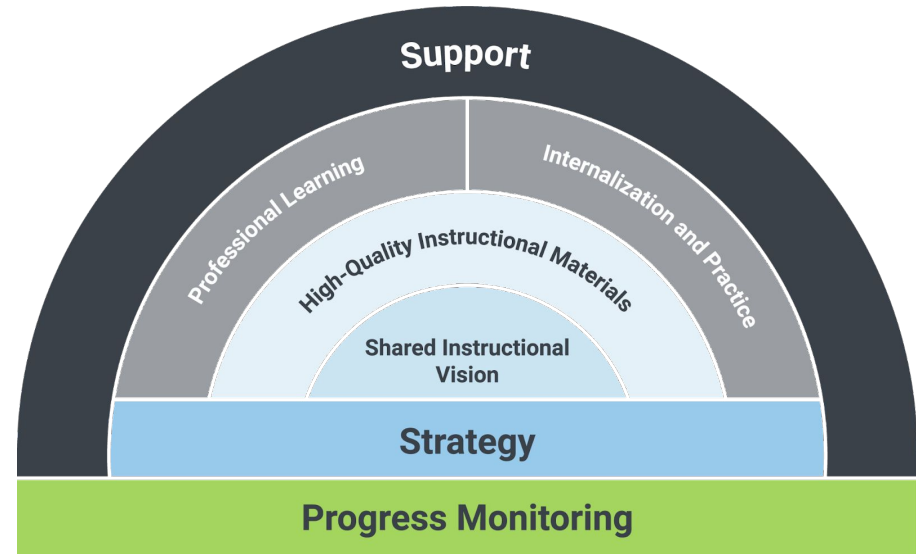 Support
Professional Learning
Internalization and Practice
High-Quality Instructional Materials
Shared Instructional
Vision
Strategy
Progress Monitoring